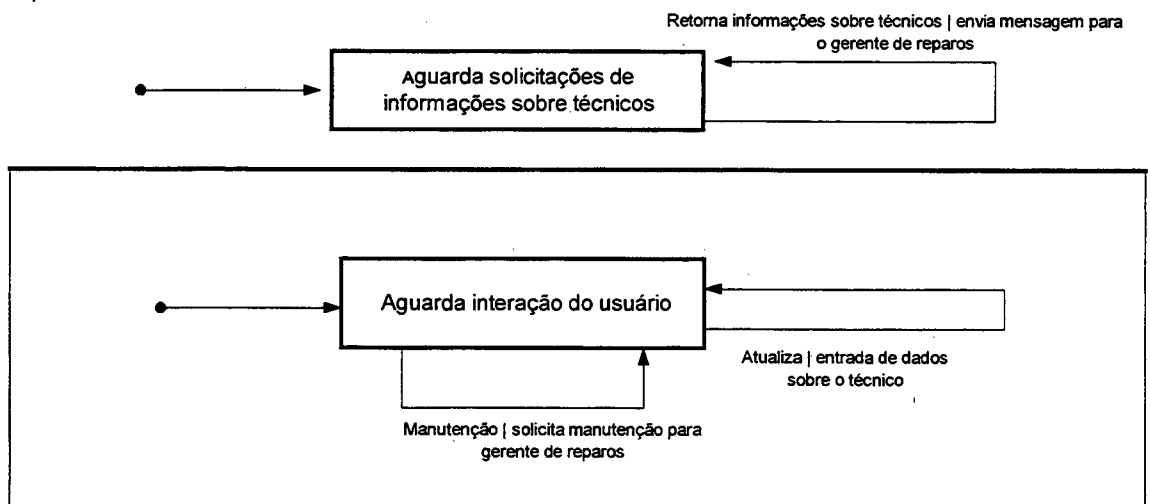 Retorna informações sobre técnicos | envia mensagem para
o gerente de reparos
Aguarda solicitações de
informações sobre técnicos
Aguarda interação do usuário
Atualiza | entrada de dados
sobre o técnico
Manutenção | solicita manutenção para
gerente de reparos